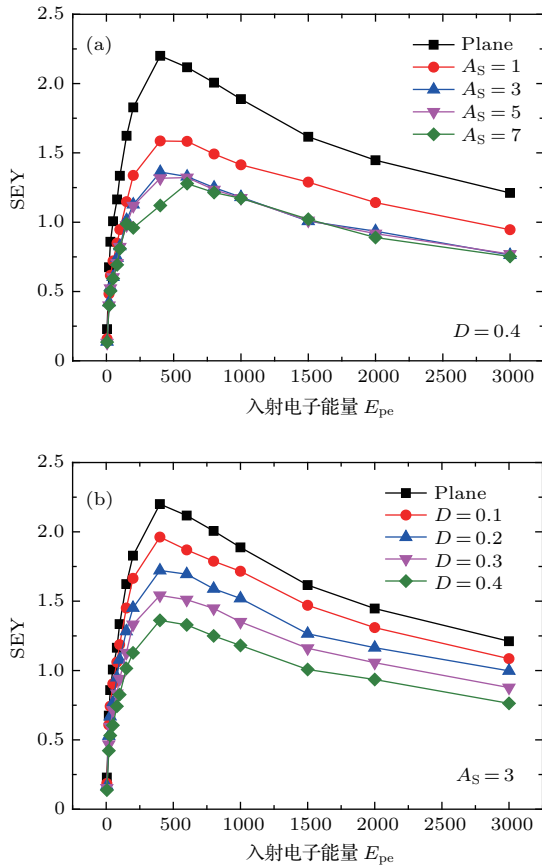 2.5
(a)
Plane
A_S = 1
2.0
A_S = 3
A_S = 5
A_S = 7
1.5
SEY
1.0
0.5
D = 0.4
0
0 500 1000 1500 2000 2500 3000
入射电子能量 E_pe
2.5
(b)
Plane
D = 0.1
2.0
D = 0.2
D = 0.3
D = 0.4
1.5
SEY
1.0
0.5
A_S = 3
0
0 500 1000 1500 2000 2500 3000
入射电子能量 E_pe